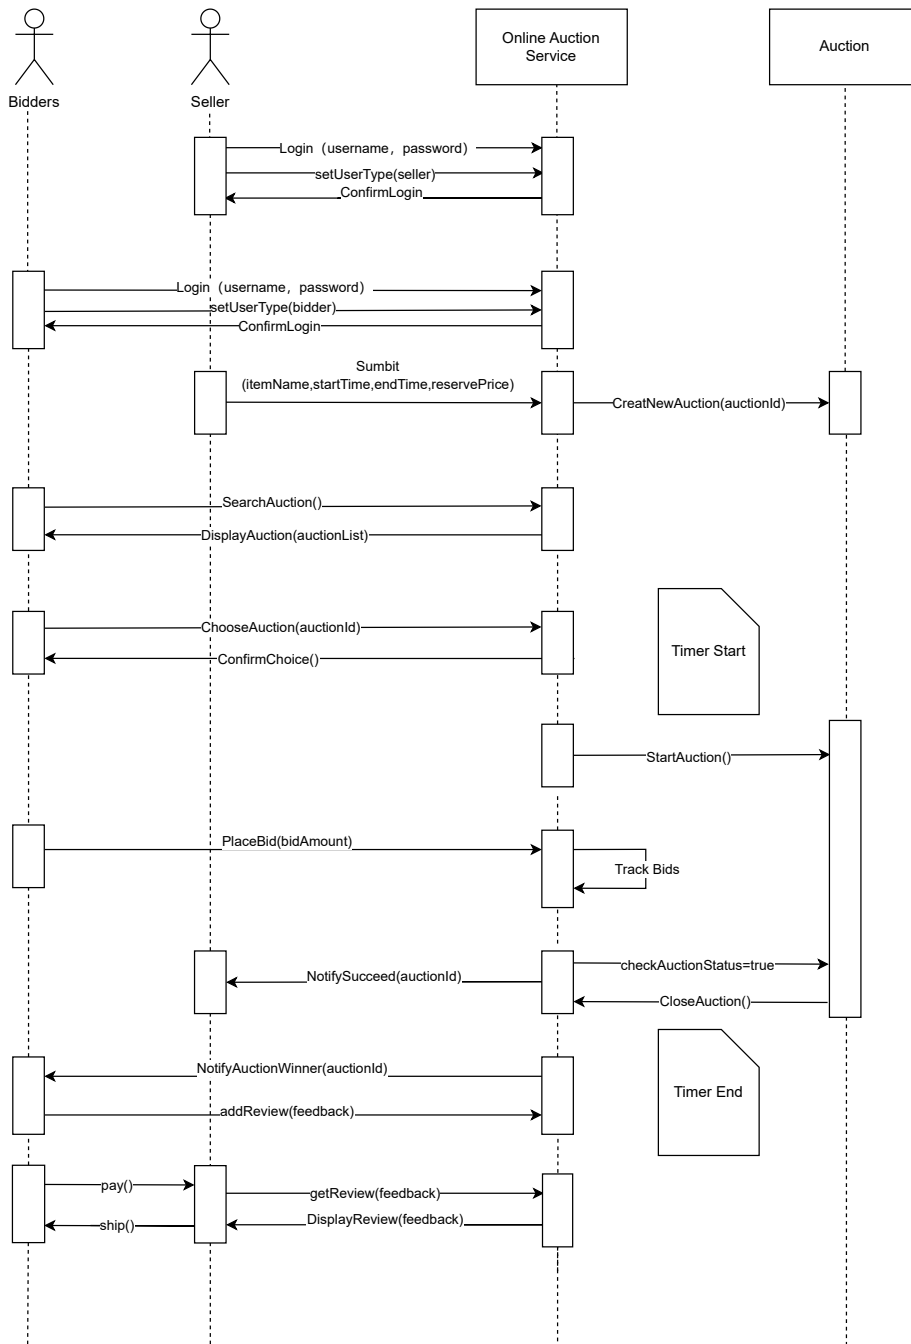 Bidders
Seller
Online Auction
Service
Auction
Login（username，password）
setUserType(seller)
ConfirmLogin
Login（username，password）
setUserType(bidder)
ConfirmLogin
Sumbit
(itemName,startTime,endTime,reservePrice)
CreatNewAuction(auctionId)
SearchAuction()
DisplayAuction(auctionList)
ChooseAuction(auctionId)
ConfirmChoice()
Timer Start
StartAuction()
PlaceBid(bidAmount)
Track Bids
checkAuctionStatus=true
NotifySucceed(auctionId)
CloseAuction()
NotifyAuctionWinner(auctionId)
addReview(feedback)
Timer End
pay()
getReview(feedback)
ship()
DisplayReview(feedback)